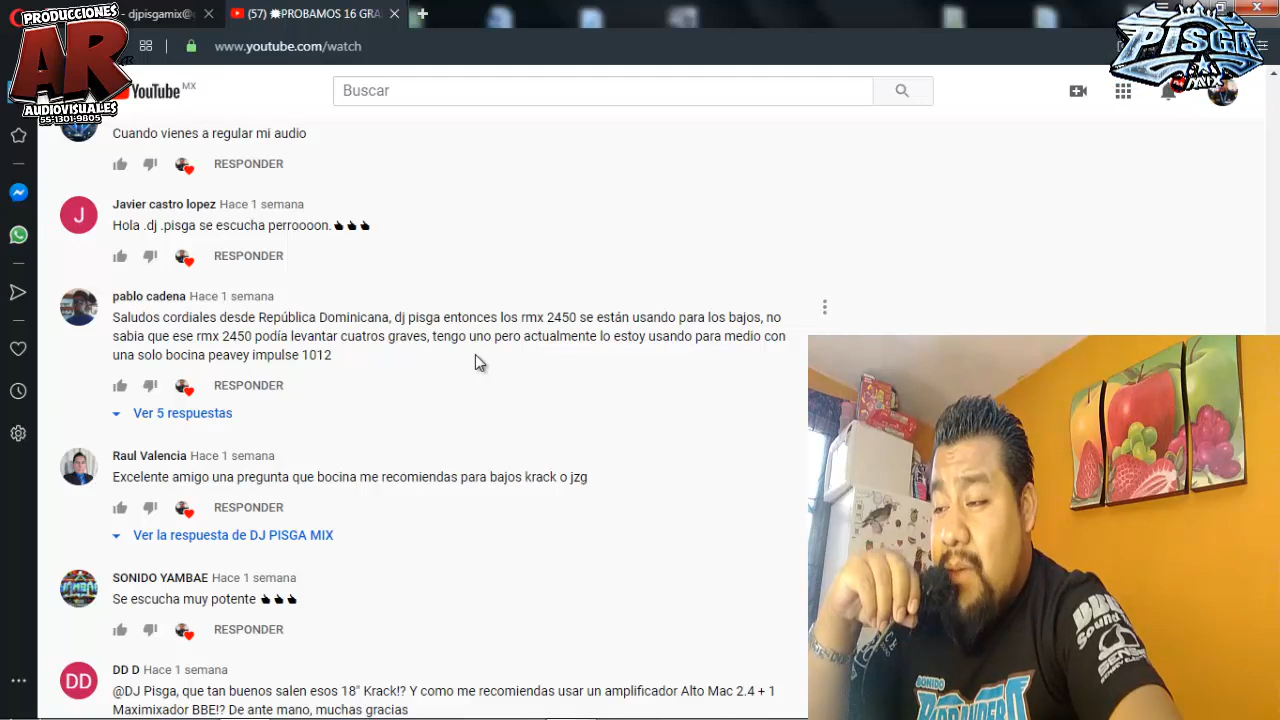 PRODUCCIONES
AR
AUDIOVISUALES
55-1301-9805
djpisgamix@
(57) PROBAMOS 16 GRA
www.youtube.com/watch
PISGA
MIX
YouTube MX
Buscar
Cuando vienes a regular mi audio
RESPONDER
Javier castro lopez Hace 1 semana
Hola .dj .pisga se escucha perroooon.
RESPONDER
pablo cadena Hace 1 semana
Saludos cordiales desde República Dominicana, dj pisga entonces los rmx 2450 se están usando para los bajos, no
sabia que ese rmx 2450 podía levantar cuatros graves, tengo uno pero actualmente lo estoy usando para medio con
una solo bocina peavey impulse 1012
RESPONDER
Ver 5 respuestas
Raul Valencia Hace 1 semana
Excelente amigo una pregunta que bocina me recomiendas para bajos krack o jzg
RESPONDER
Ver la respuesta de DJ PISGA MIX
SONIDO YAMBAE Hace 1 semana
Se escucha muy potente
RESPONDER
DD
DD D Hace 1 semana
@DJ Pisga, que tan buenos salen esos 18" Krack!? Y como me recomiendas usar un amplificador Alto Mac 2.4 + 1
Maximixador BBE!? De ante mano, muchas gracias
J
SONIDO